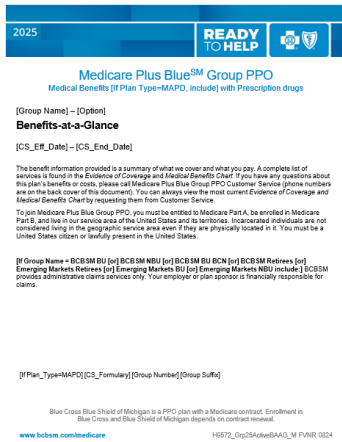 2025
READY
TO HELP
Medicare Plus Blue℠ Group PPO
Medical Benefits [If Plan Type=MAPD, include] with Prescription drugs
[Group Name] – [Option]
Benefits-at-a-Glance
[CS_Eff_Date] – [CS_End_Date]
The benefit information provided is a summary of what we cover and what you pay. A complete list of
services is found in the Evidence of Coverage and Medical Benefits Chart. If you have any questions about
this plan's benefits or costs, please call Medicare Plus Blue Group PPO Customer Service (phone numbers
are on the back cover of this document). You can always view the most current Evidence of Coverage and
Medical Benefits Chart by requesting them from Customer Service.
To join Medicare Plus Blue Group PPO, you must be entitled to Medicare Part A, be enrolled in Medicare
Part B, and live in our service area of the United States and its territories. Incarcerated individuals are not
considered living in the geographic service area even if they are physically located in it. You must be a
United States citizen or lawfully present in the United States.
[If Group Name = BCBSM BU [or] BCBSM NBU [or] BCBSM BU BCN [or] BCBSM Retirees [or]
Emerging Markets Retirees [or] Emerging Markets BU [or] Emerging Markets NBU include:] BCBSM
provides administrative claims services only. Your employer or plan sponsor is financially responsible for
claims.
[If Plan_Type=MAPD] [CS_Formulary] [Group Number] [Group Suffix]
Blue Cross Blue Shield of Michigan is a PPO plan with a Medicare contract. Enrollment in
Blue Cross and Blue Shield of Michigan depends on contract renewal.
www.bcbsm.com/medicare
H9572_Grp25ActiveBAAG_M FVNR 0824